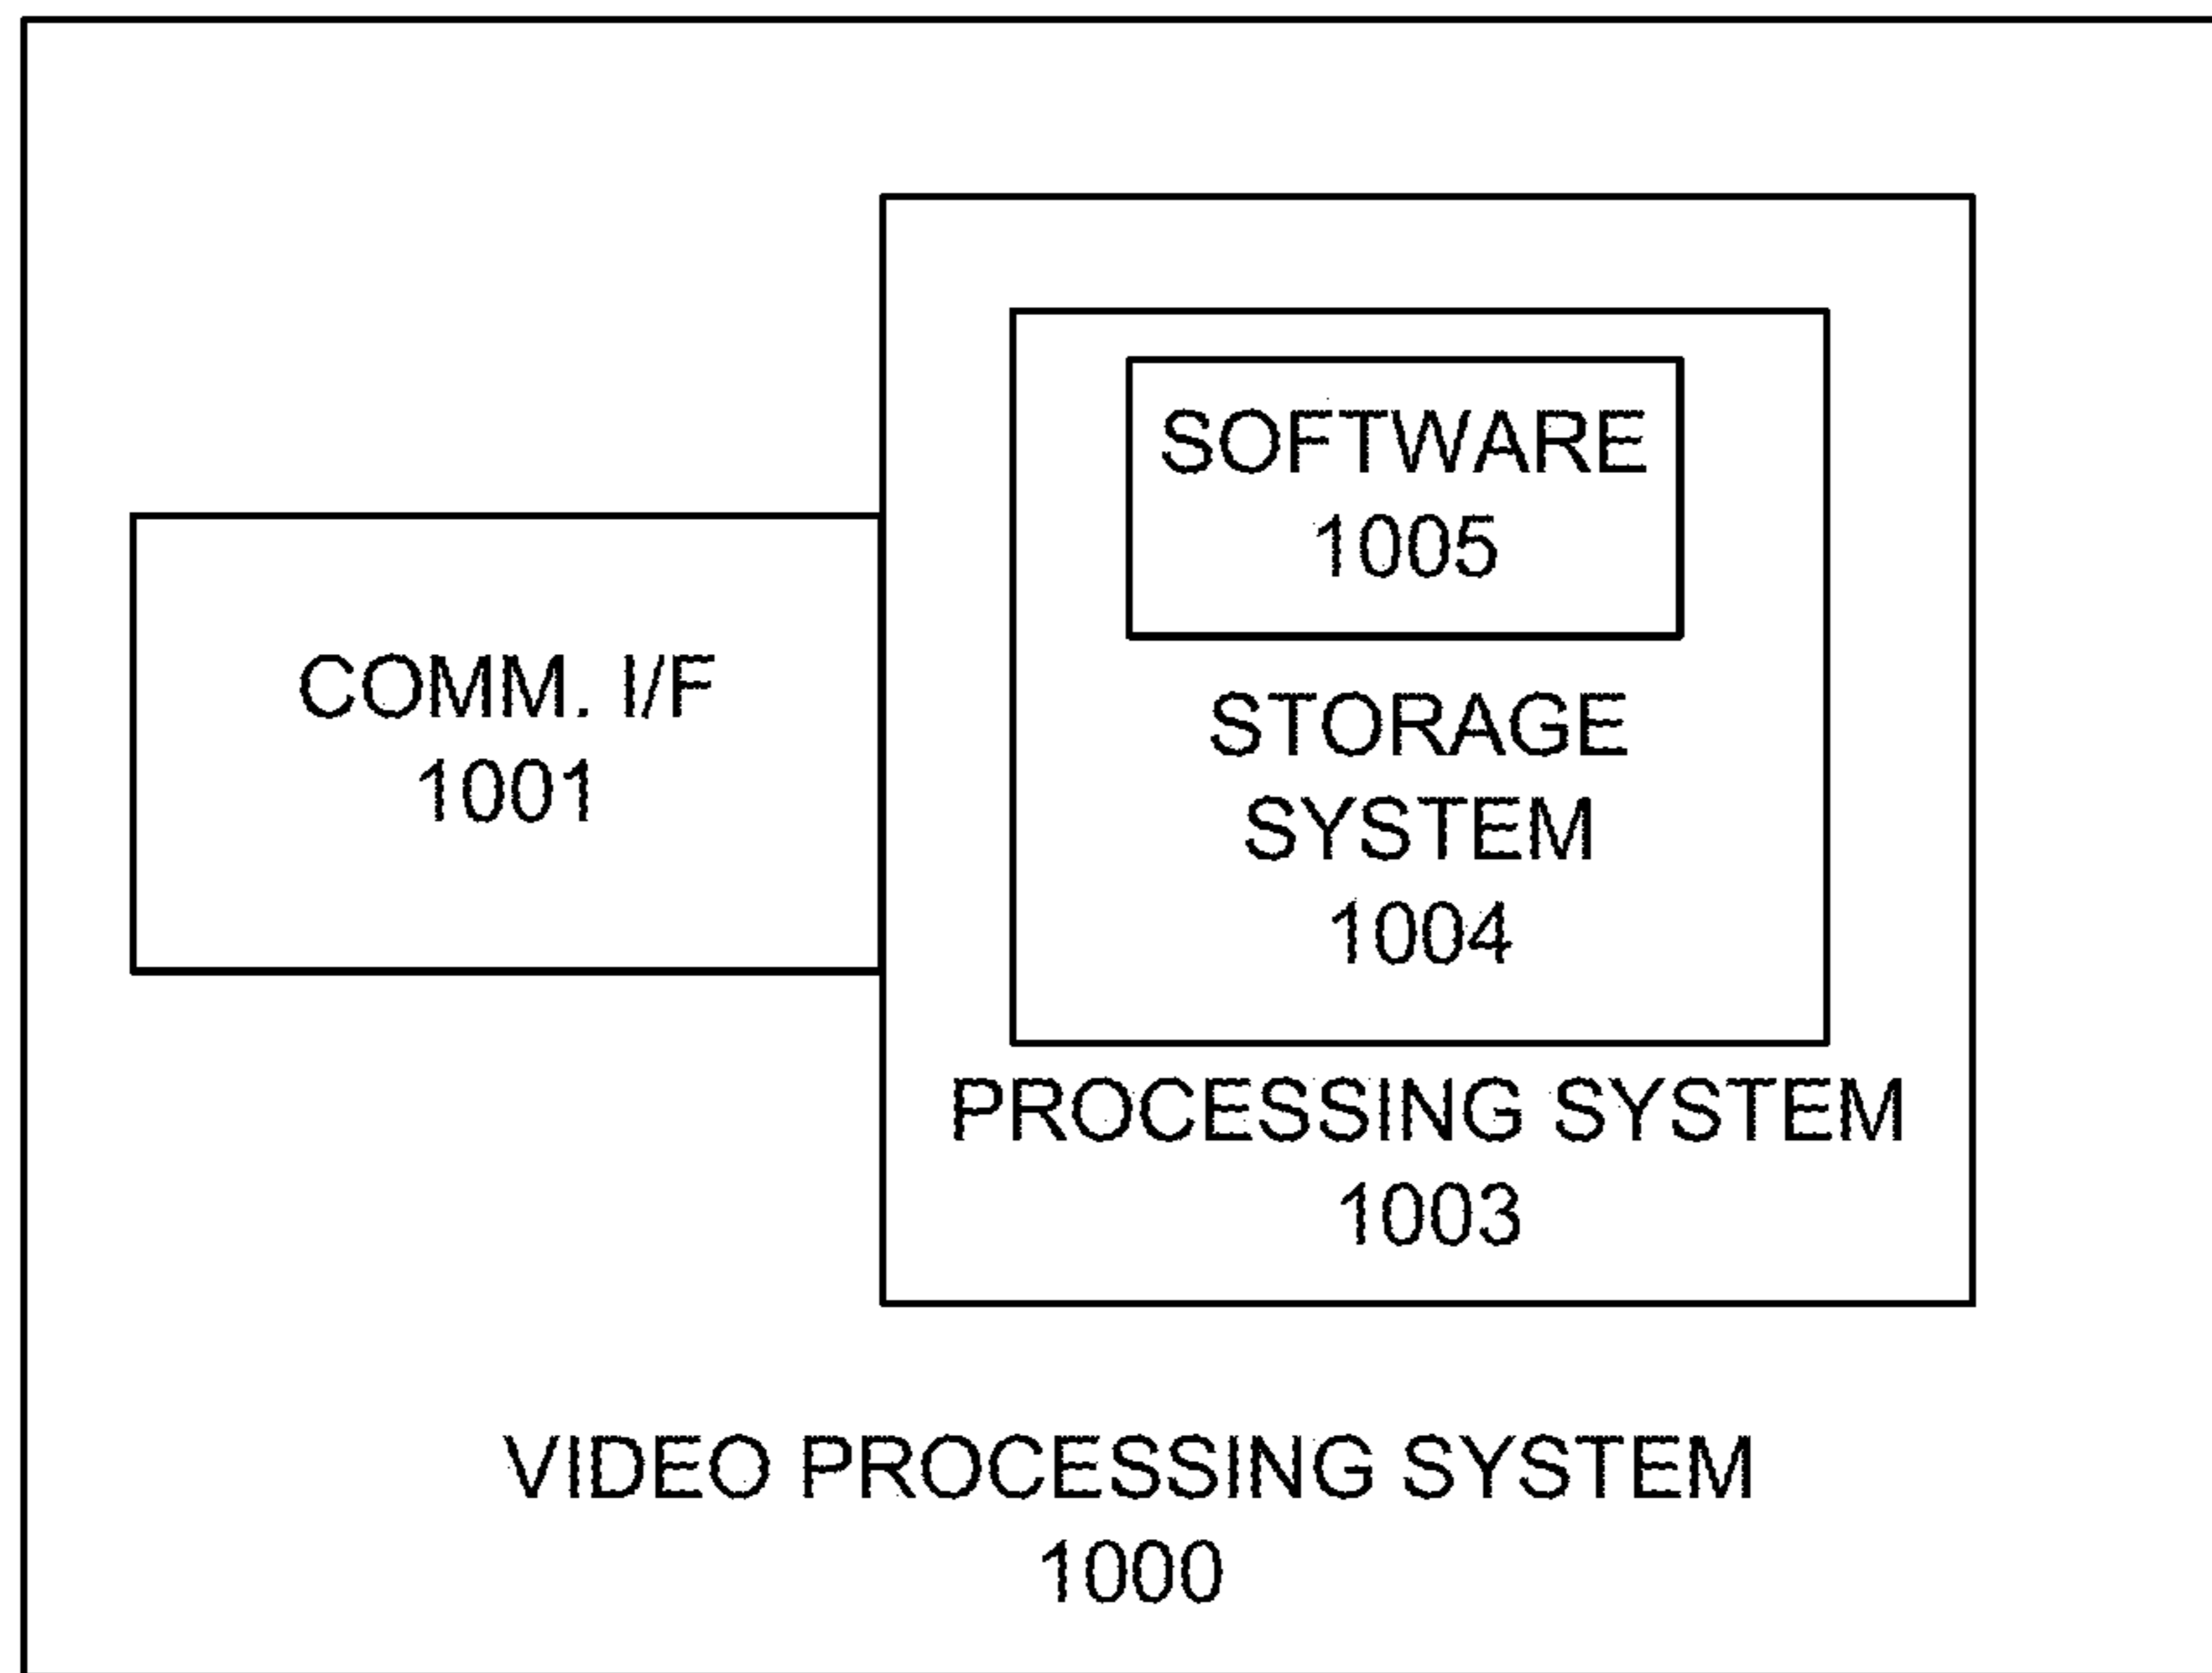 SOFTWARE
1005
COMM. I/F
1001
STORAGE
SYSTEM
1004
PROCESSING SYSTEM
1003
VIDEO PROCESSING SYSTEM
1000